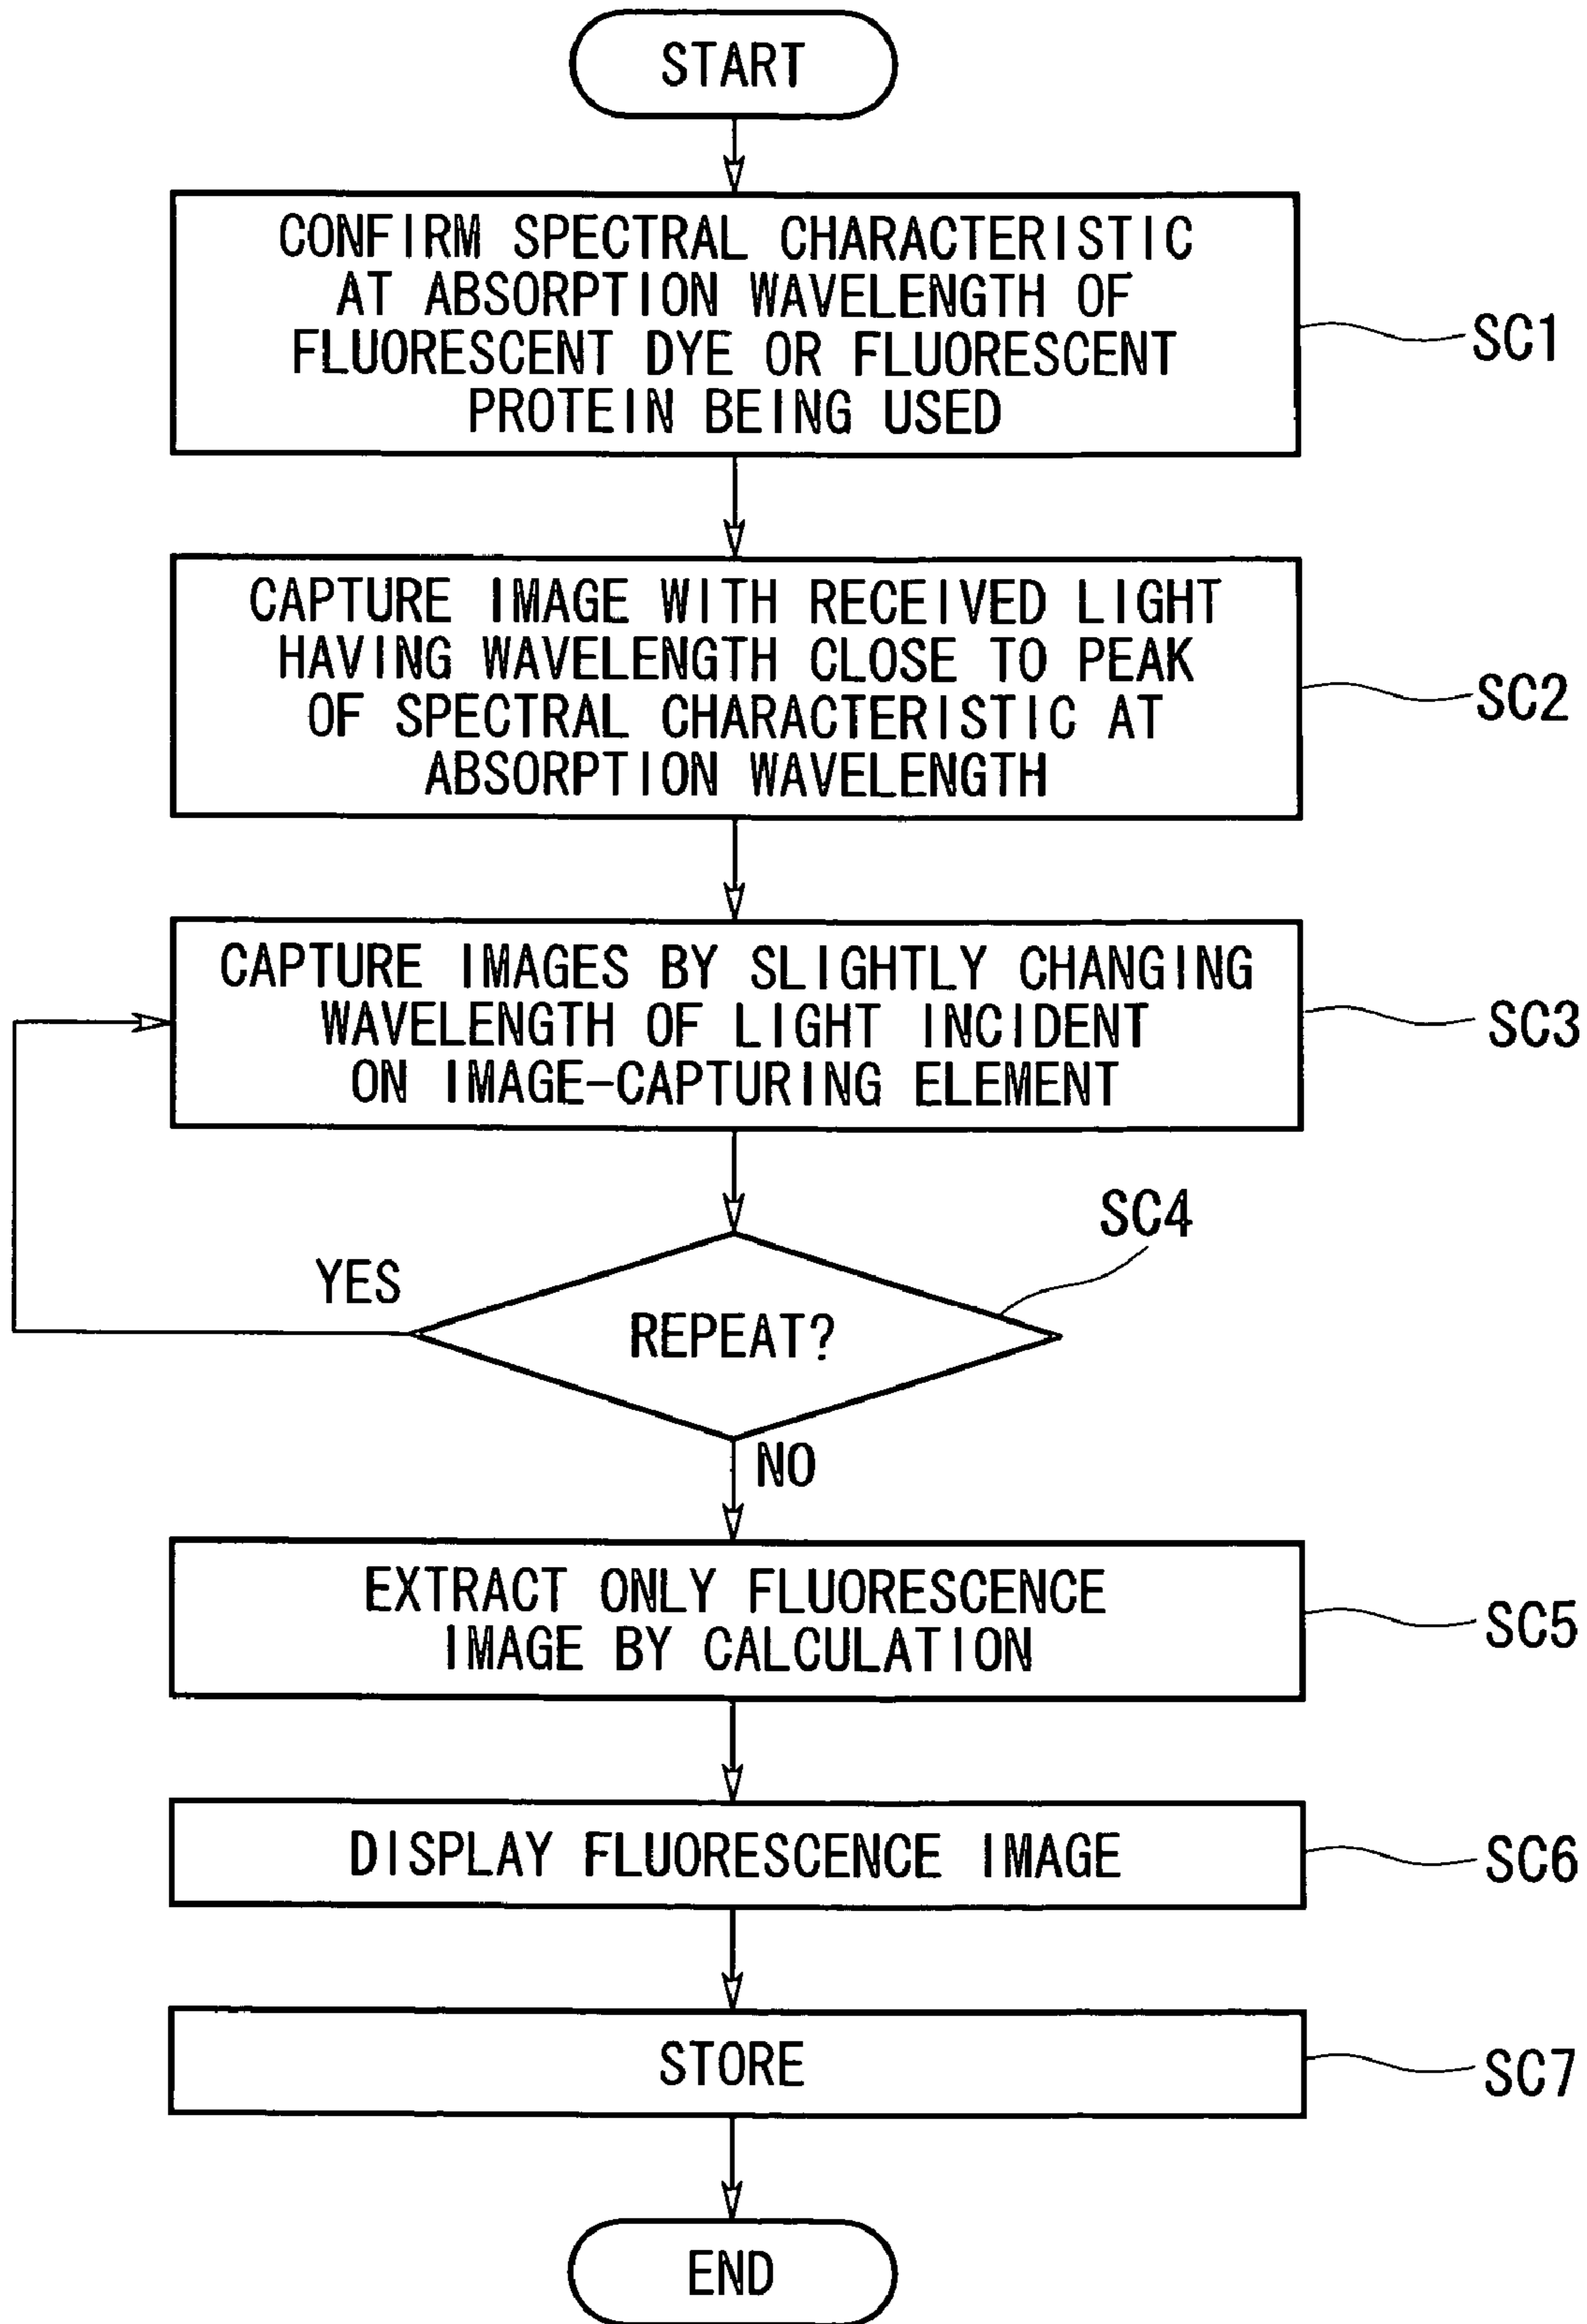 START
CONFIRM SPECTRAL CHARACTERISTIC
AT ABSORPTION WAVELENGTH OF
FLUORESCENT DYE OR FLUORESCENT
PROTEIN BEING USED
SC1
CAPTURE IMAGE WITH RECEIVED LIGHT
HAVING WAVELENGTH CLOSE TO PEAK
OF SPECTRAL CHARACTERISTIC AT
ABSORPTION WAVELENGTH
SC2
CAPTURE IMAGES BY SLIGHTLY CHANGING
WAVELENGTH OF LIGHT INCIDENT
ON IMAGE-CAPTURING ELEMENT
SC3
SC4
YES
REPEAT?
NO
EXTRACT ONLY FLUORESCENCE
IMAGE BY CALCULATION
SC5
DISPLAY FLUORESCENCE IMAGE
SC6
STORE
SC7
END